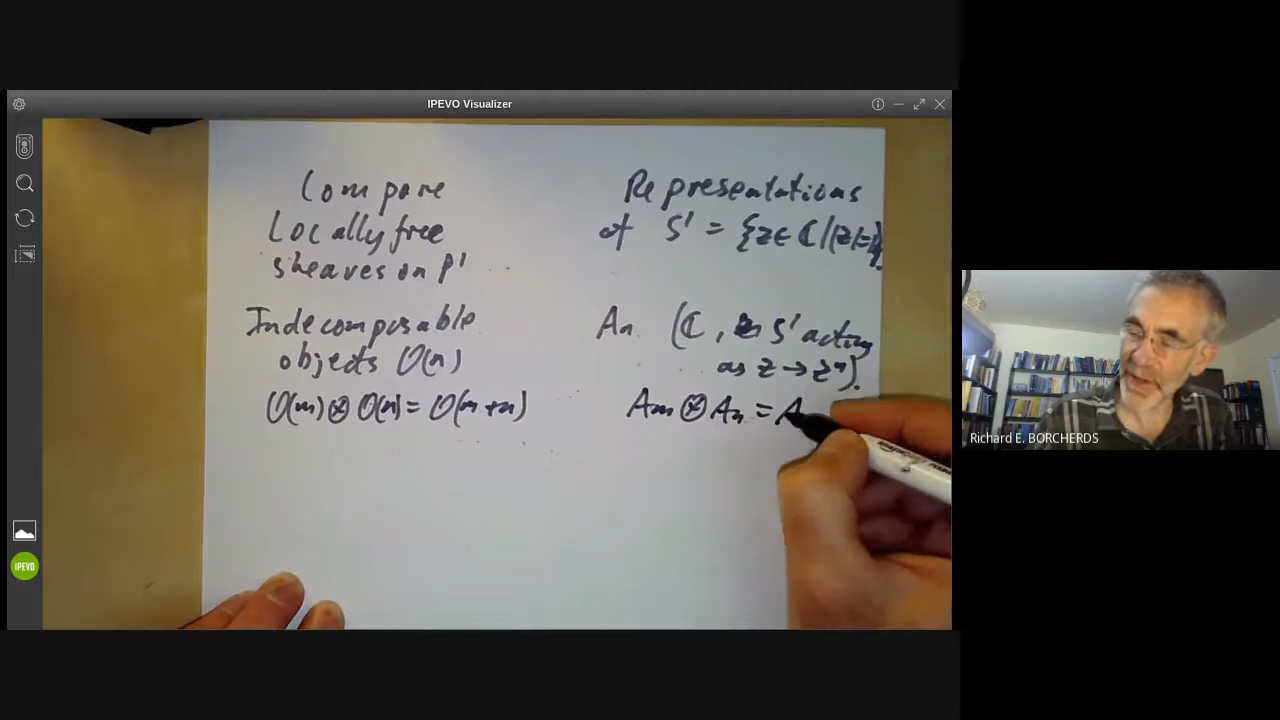 IPEVO Visualizer
Compare
Locally free
sheaves on P¹
Indecomposable
objects O(n)
O(m) ⊗ O(n) = O(m+n)
Representations
of S¹ = {z ∈ ℂ | |z|=1}.
An (ℂ, S¹ acting
as z → zⁿ).
Am ⊗ An = A
Richard E. BORCHERDS
IPEVO